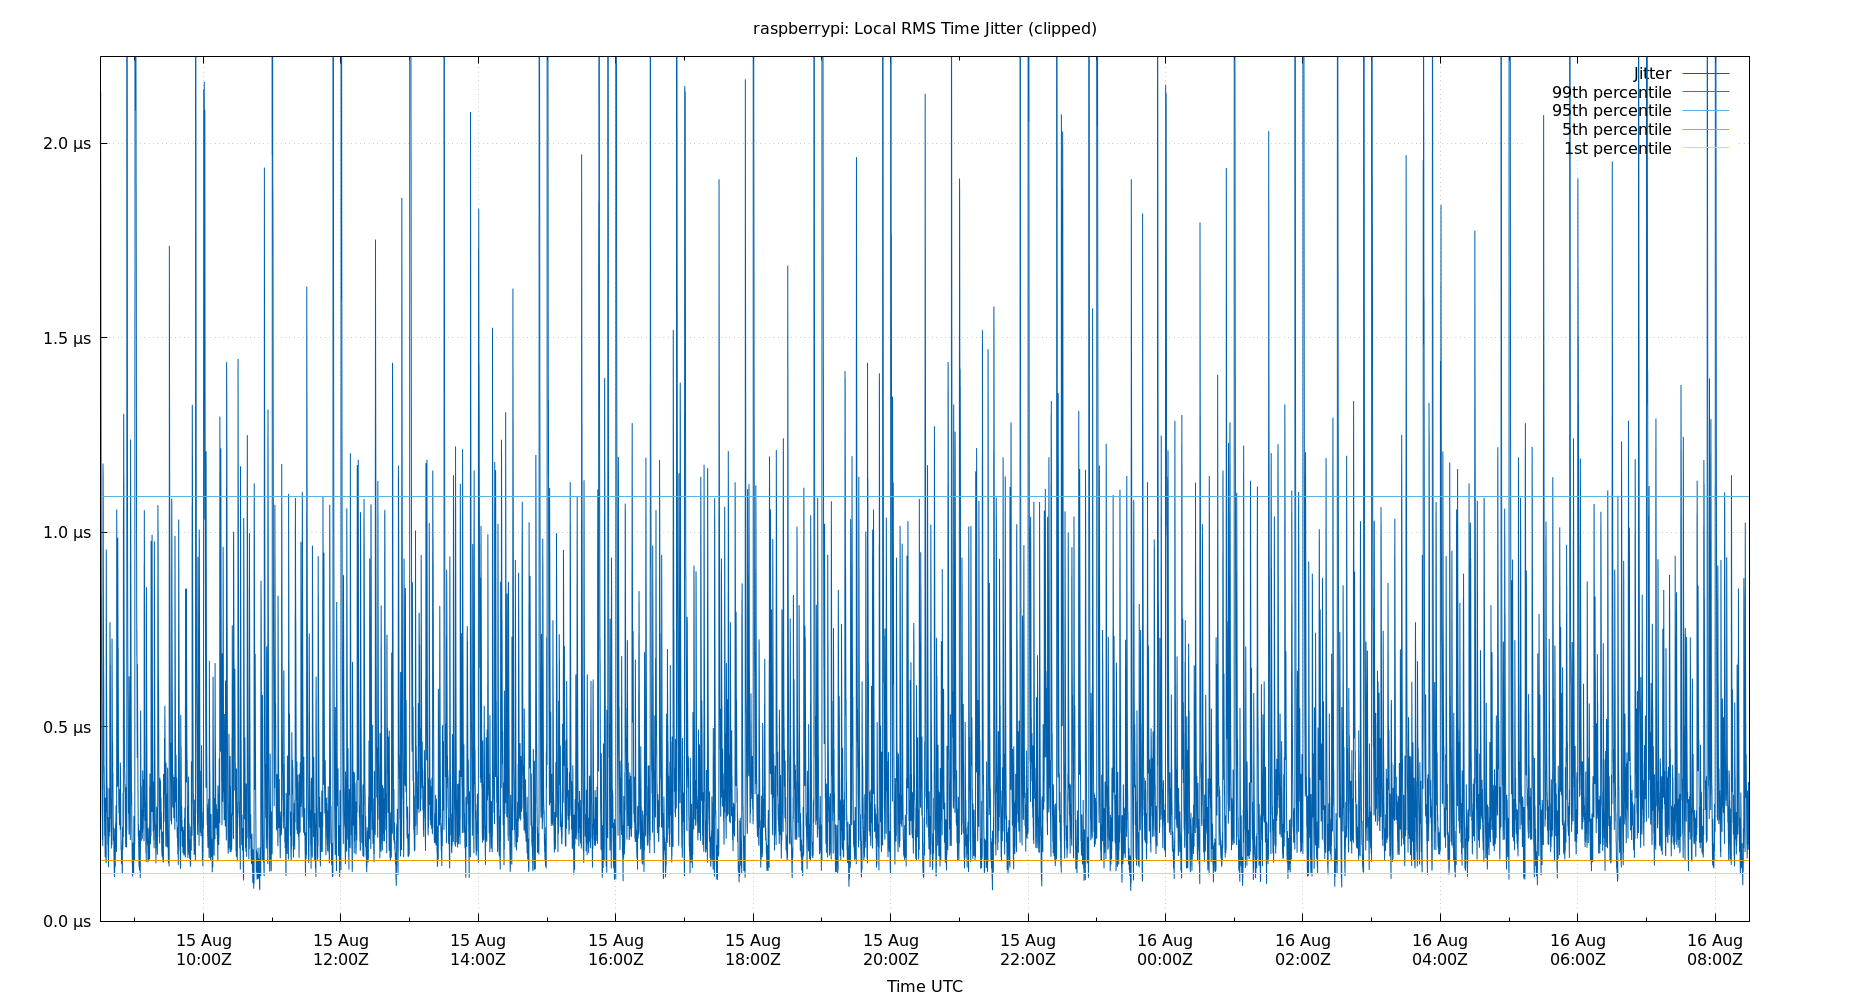 raspberrypi: Local RMS Time Jitter (clipped)
Jitter
99th percentile
95th percentile
5th percentile
1st percentile
2.0 µs
1.5 µs
1.0 µs
0.5 µs
0.0 µs
15 Aug 15 Aug 15 Aug 15 Aug 15 Aug 15 Aug 15 Aug 16 Aug 16 Aug 16 Aug 16 Aug 16 Aug
10:00Z 12:00Z 14:00Z 16:00Z 18:00Z 20:00Z 22:00Z 00:00Z 02:00Z 04:00Z 06:00Z 08:00Z
Time UTC